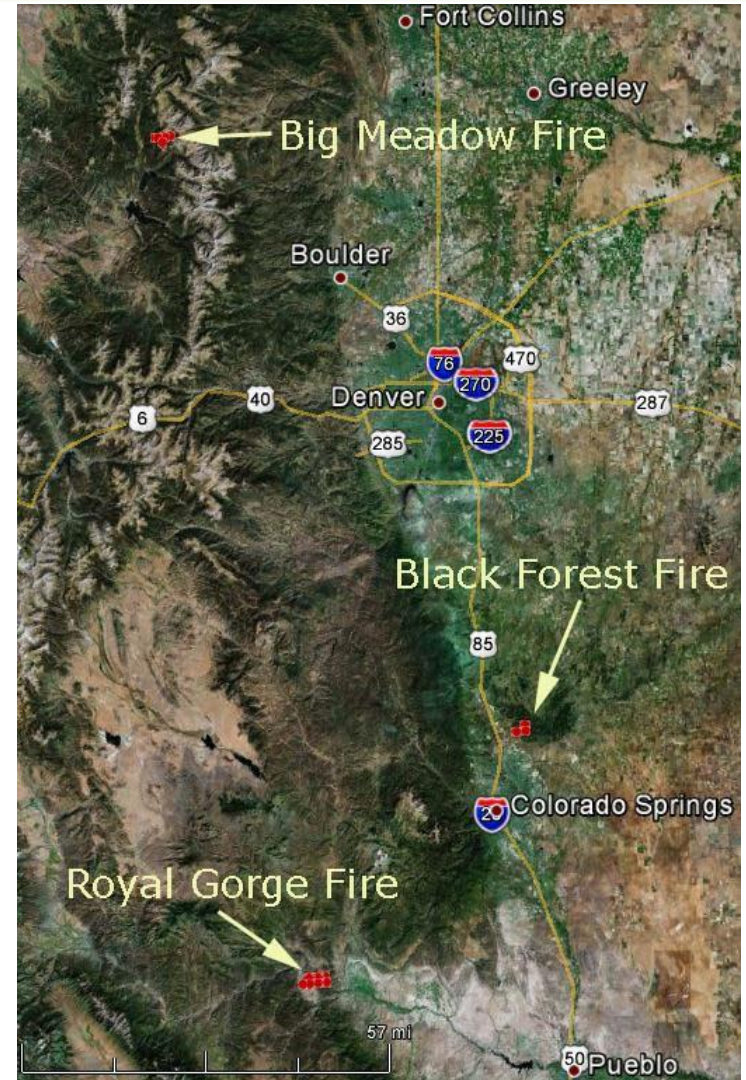 Fort Collins
Greeley
Big Meadow Fire
Boulder
36
76
470
270
40
Denver
287
6
225
285
Black Forest Fire
85
Colorado Springs
Royal Gorge Fire
57 mi
50
Pueblo